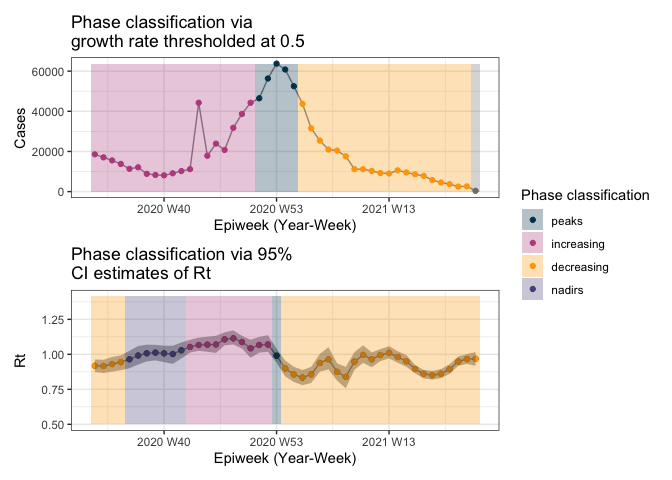 Phase classification via
growth rate thresholded at 0.5
60000
40000
20000
0
Cases
2020 W40
2020 W53
2021 W13
Epiweek (Year-Week)
Phase classification via 95%
CI estimates of Rt
1.25
1.00
0.75
0.50
Rt
2020 W40
2020 W53
2021 W13
Epiweek (Year-Week)
Phase classification
peaks
increasing
decreasing
nadirs